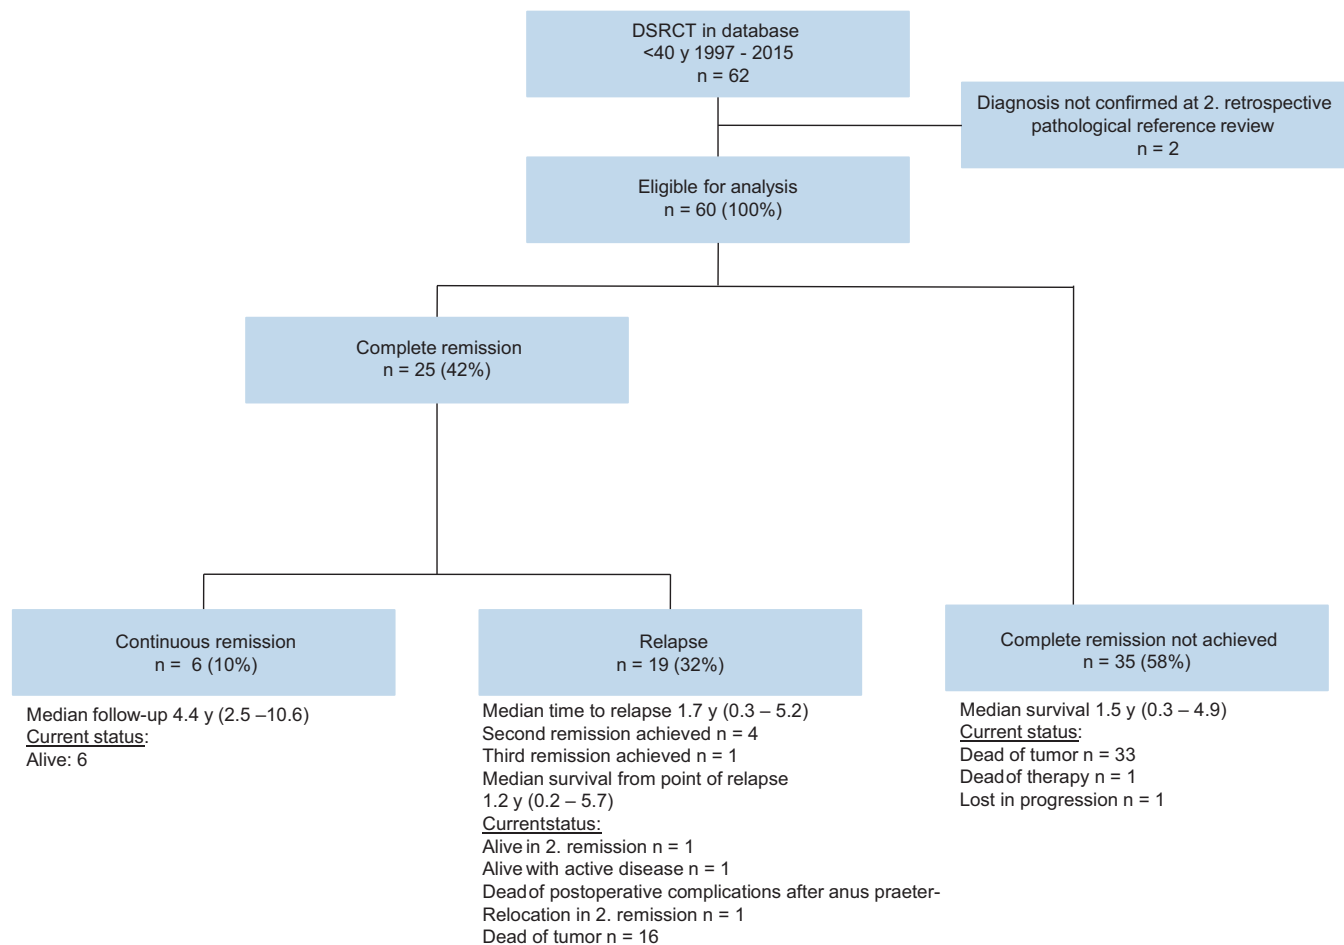 DSRCT in database
<40 y 1997 - 2015
n = 62
Diagnosis not confirmed at 2. retrospective
pathological reference review
n = 2
Eligible for analysis
n = 60 (100%)
Complete remission
n = 25 (42%)
Continuous remission
n = 6 (10%)
Median follow-up 4.4 y (2.5 –10.6)
Current status:
Alive: 6
Relapse
n = 19 (32%)
Median time to relapse 1.7 y (0.3 – 5.2)
Second remission achieved n = 4
Third remission achieved n = 1
Median survival from point of relapse
1.2 y (0.2 – 5.7)
Currentstatus:
Alive in 2. remission n = 1
Alive with active disease n = 1
Deadof postoperative complications after anus praeter-
Relocation in 2. remission n = 1
Dead of tumor n = 16
Complete remission not achieved
n = 35 (58%)
Median survival 1.5 y (0.3 – 4.9)
Current status:
Dead of tumor n = 33
Deadof therapy n = 1
Lost in progression n = 1